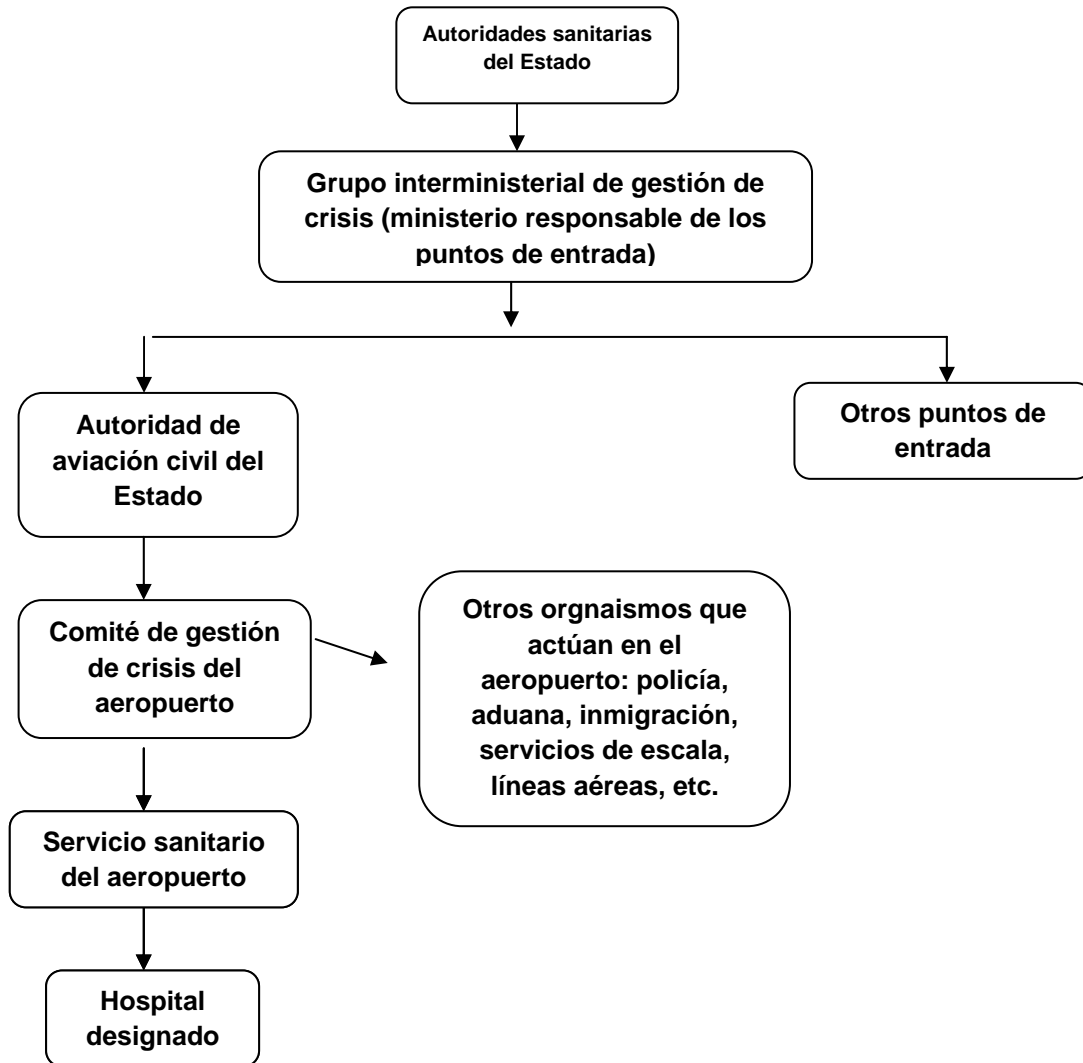 Autoridades sanitarias
del Estado
Grupo interministerial de gestión de
crisis (ministerio responsable de los
puntos de entrada)
Autoridad de
aviación civil del
Estado
Otros puntos de
entrada
Comité de gestión
de crisis del
aeropuerto
Otros orgnaismos que
actúan en el
aeropuerto: policía,
aduana, inmigración,
servicios de escala,
líneas aéreas, etc.
Servicio sanitario
del aeropuerto
Hospital
designado